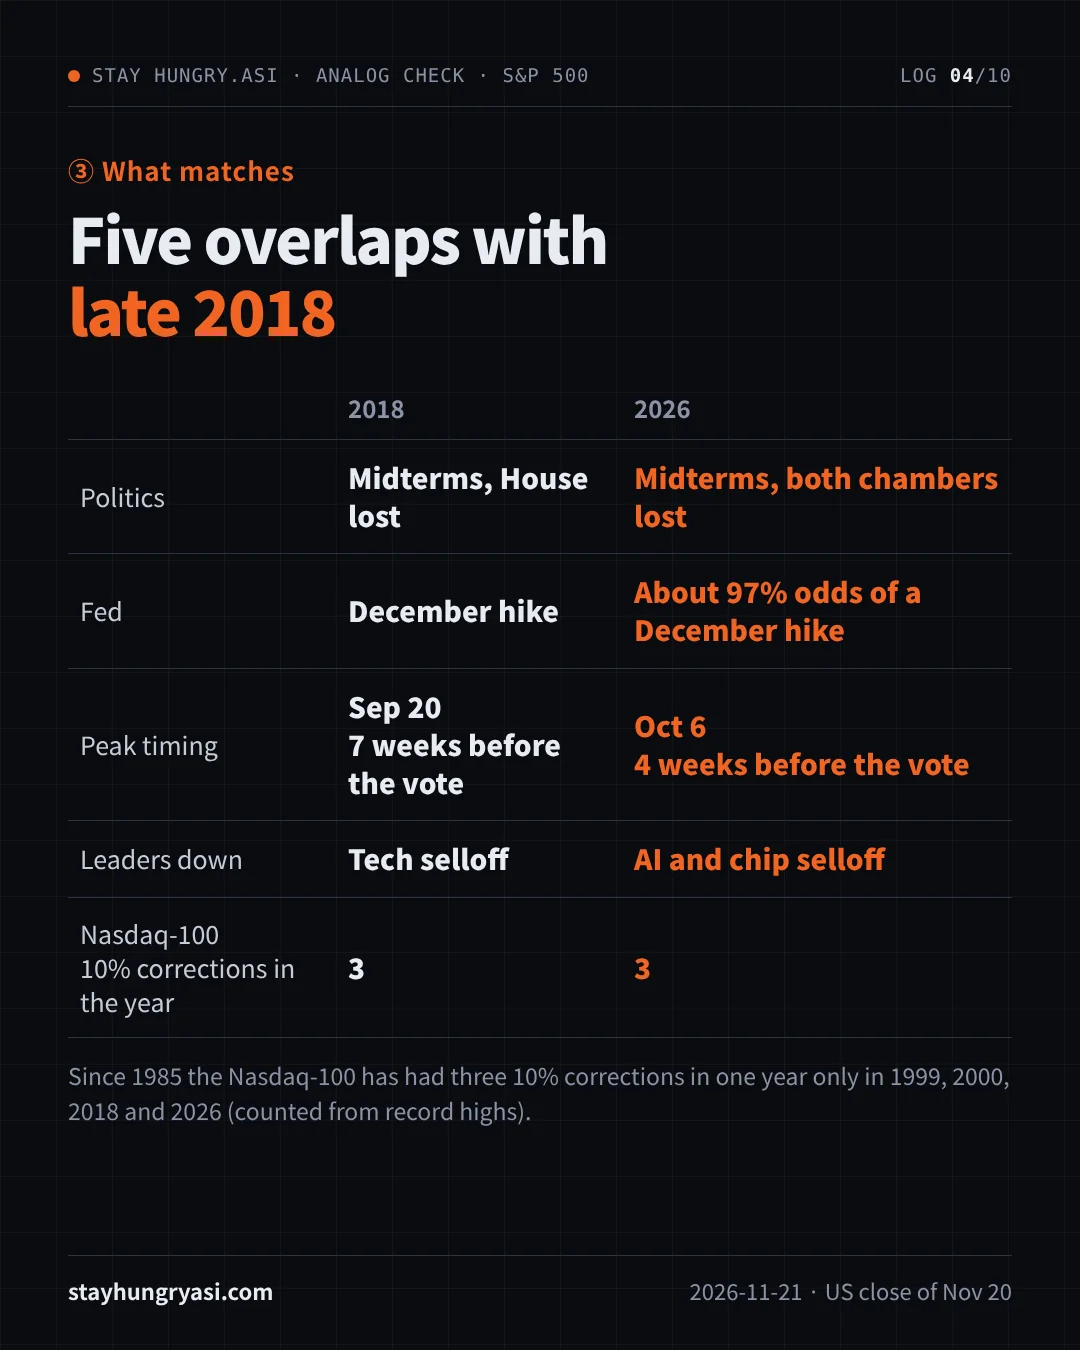 STAY HUNGRY.ASI · ANALOG CHECK · S&P 500
LOG 04/10
③ What matches
Five overlaps with
late 2018
2018
2026
Politics
Midterms, House
lost
Midterms, both chambers
lost
Fed
December hike
About 97% odds of a
December hike
Peak timing
Sep 20
7 weeks before
the vote
Oct 6
4 weeks before the vote
Leaders down
Tech selloff
AI and chip selloff
Nasdaq-100
10% corrections in
the year
3
3
Since 1985 the Nasdaq-100 has had three 10% corrections in one year only in 1999, 2000,
2018 and 2026 (counted from record highs).
stayhungryasi.com
2026-11-21 · US close of Nov 20